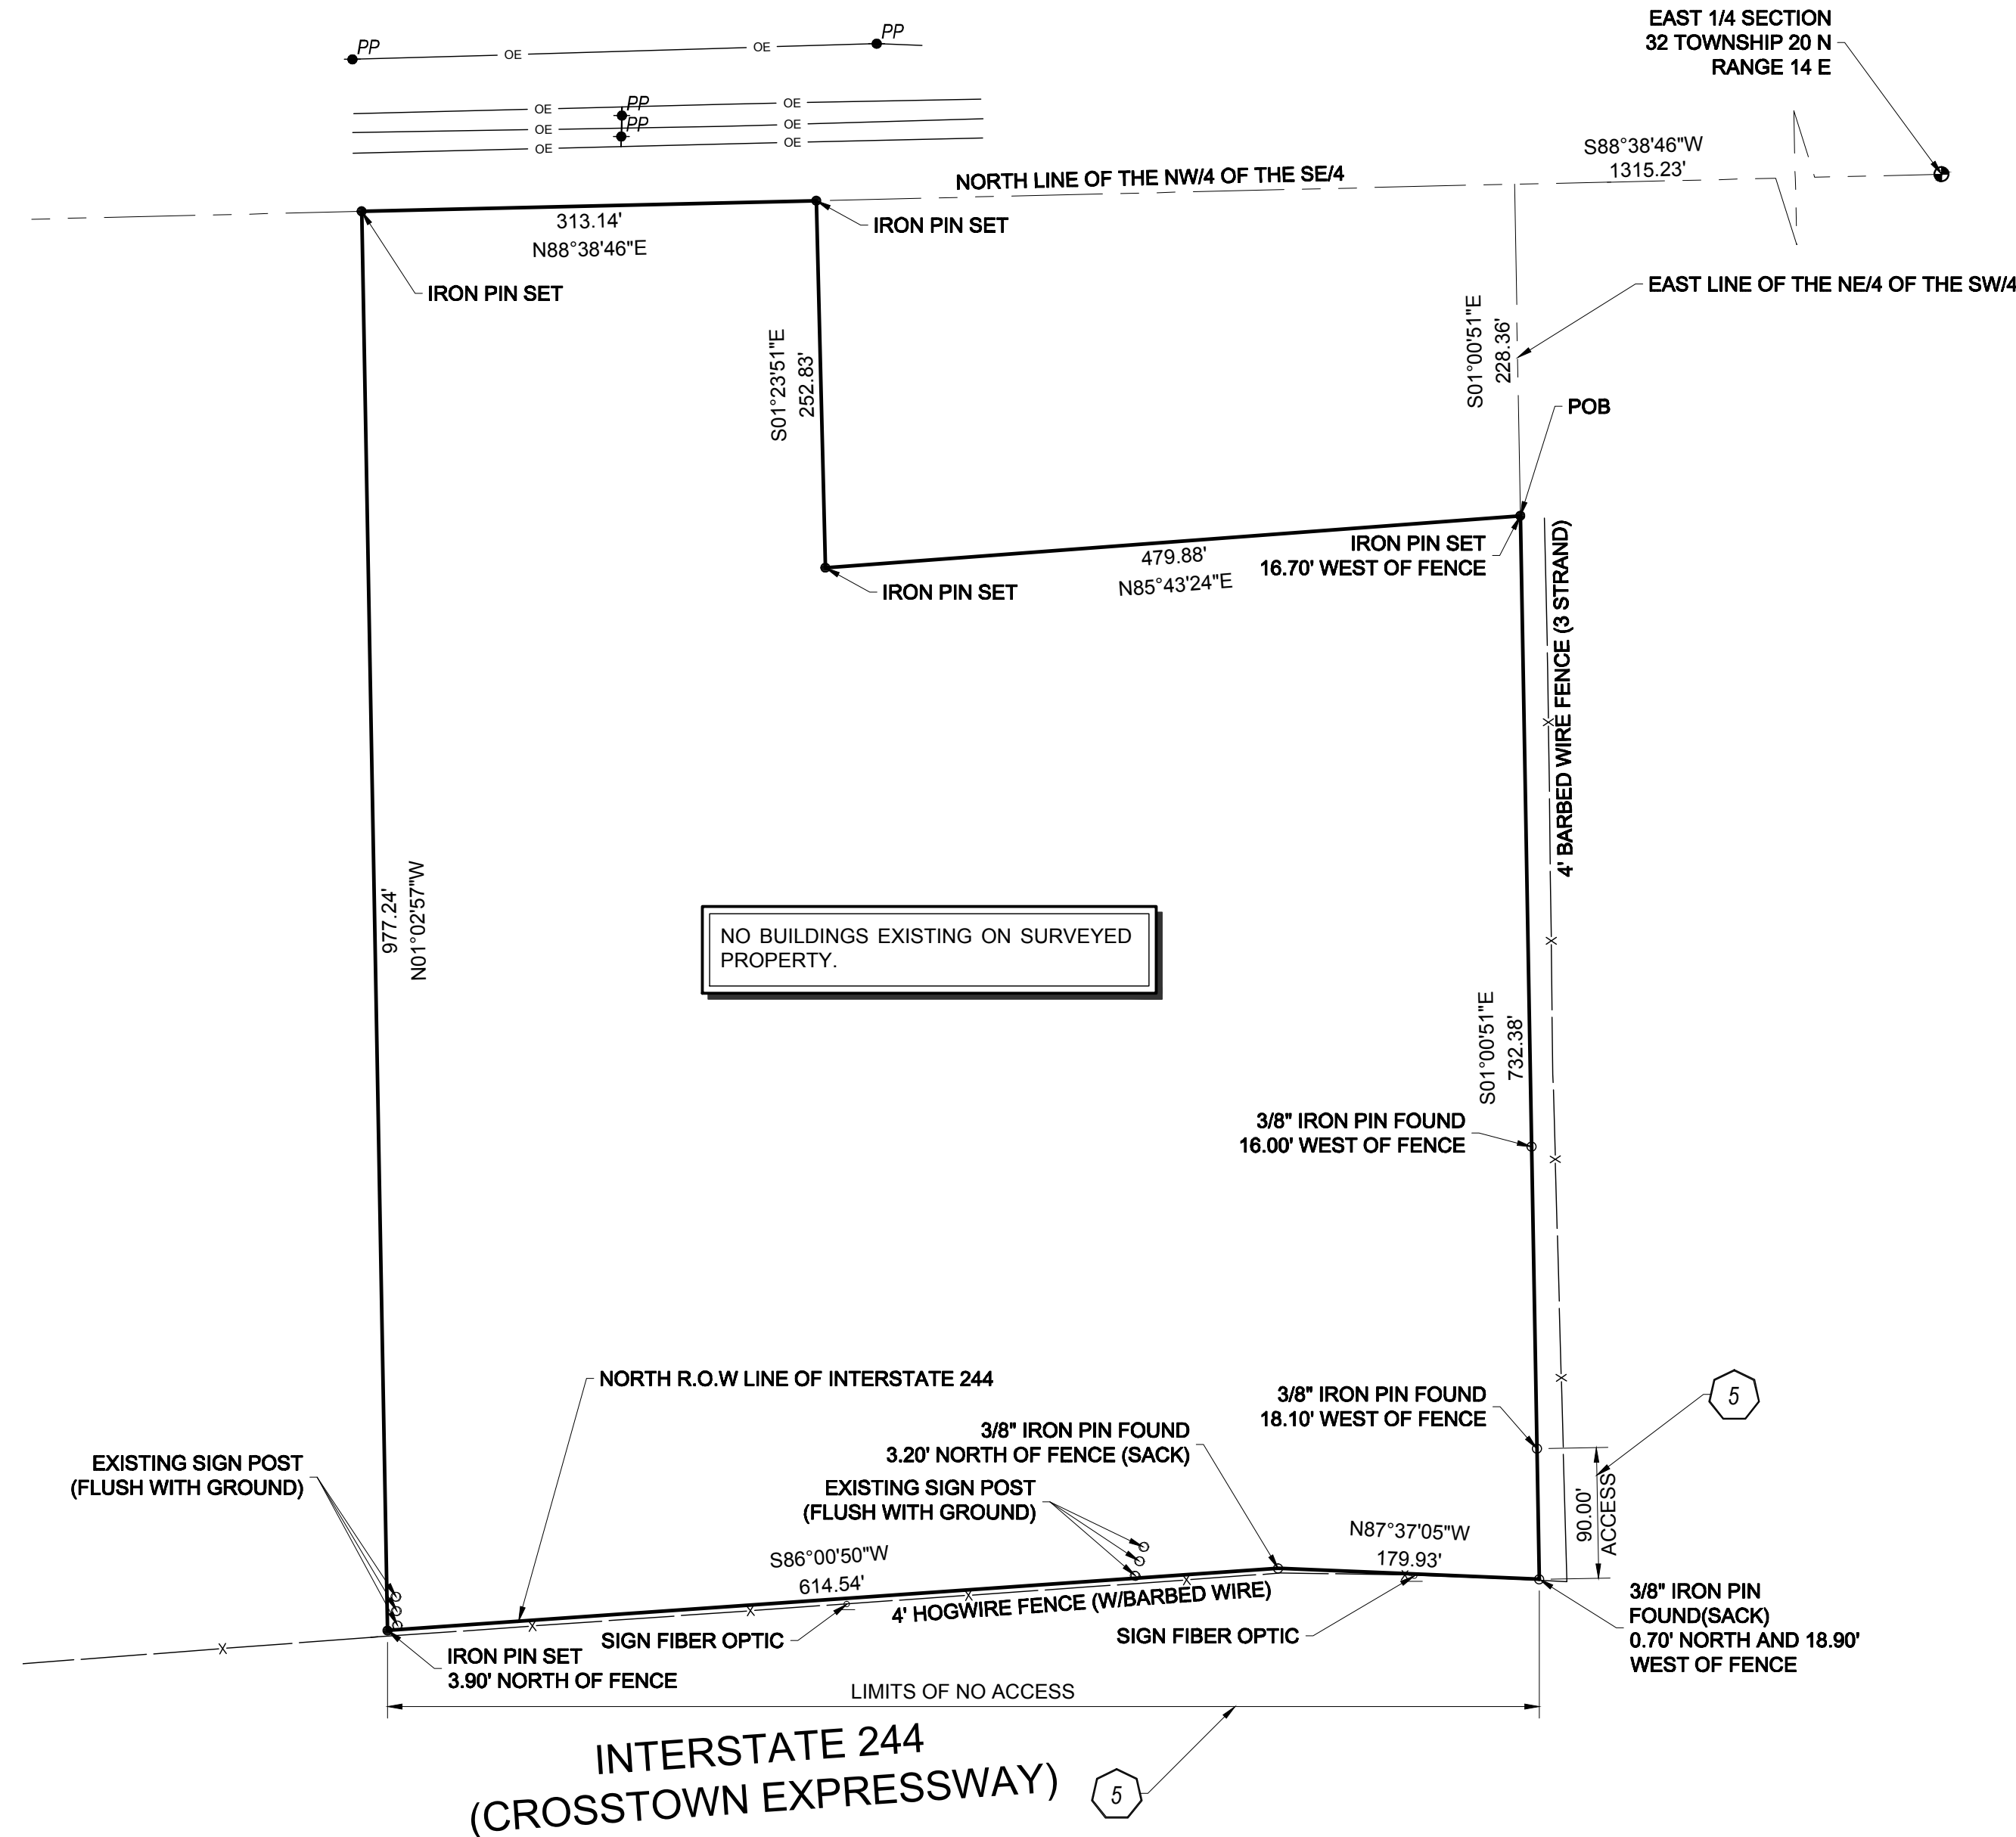 EAST 1/4 SECTION
32 TOWNSHIP 20 N
RANGE 14 E
PP
OE
OE
PP
OE
OE
PP
OE
OE
PP
OE
OE
S88°38'46"W
1315.23'
NORTH LINE OF THE NW/4 OF THE SE/4
313.14'
N88°38'46"E
IRON PIN SET
IRON PIN SET
EAST LINE OF THE NE/4 OF THE SW/4
S01°23'51"E
252.83'
S01°00'51"E
228.36'
POB
IRON PIN SET
16.70' WEST OF FENCE
479.88'
N85°43'24"E
IRON PIN SET
4' BARBED WIRE FENCE (3 STRAND)
X
X
X
X
977.24'
N01°02'57"W
NO BUILDINGS EXISTING ON SURVEYED
PROPERTY.
S01°00'51"E
732.38'
3/8" IRON PIN FOUND
16.00' WEST OF FENCE
NORTH R.O.W LINE OF INTERSTATE 244
3/8" IRON PIN FOUND
18.10' WEST OF FENCE
5
3/8" IRON PIN FOUND
3.20' NORTH OF FENCE (SACK)
EXISTING SIGN POST
(FLUSH WITH GROUND)
EXISTING SIGN POST
(FLUSH WITH GROUND)
90.00'
ACCESS
N87°37'05"W
179.93'
S86°00'50"W
614.54'
X
X
X
X
X
X
4' HOGWIRE FENCE (W/BARBED WIRE)
SIGN FIBER OPTIC
SIGN FIBER OPTIC
3/8" IRON PIN
FOUND(SACK)
0.70' NORTH AND 18.90'
WEST OF FENCE
IRON PIN SET
3.90' NORTH OF FENCE
LIMITS OF NO ACCESS
INTERSTATE 244
(CROSSTOWN EXPRESSWAY)
5